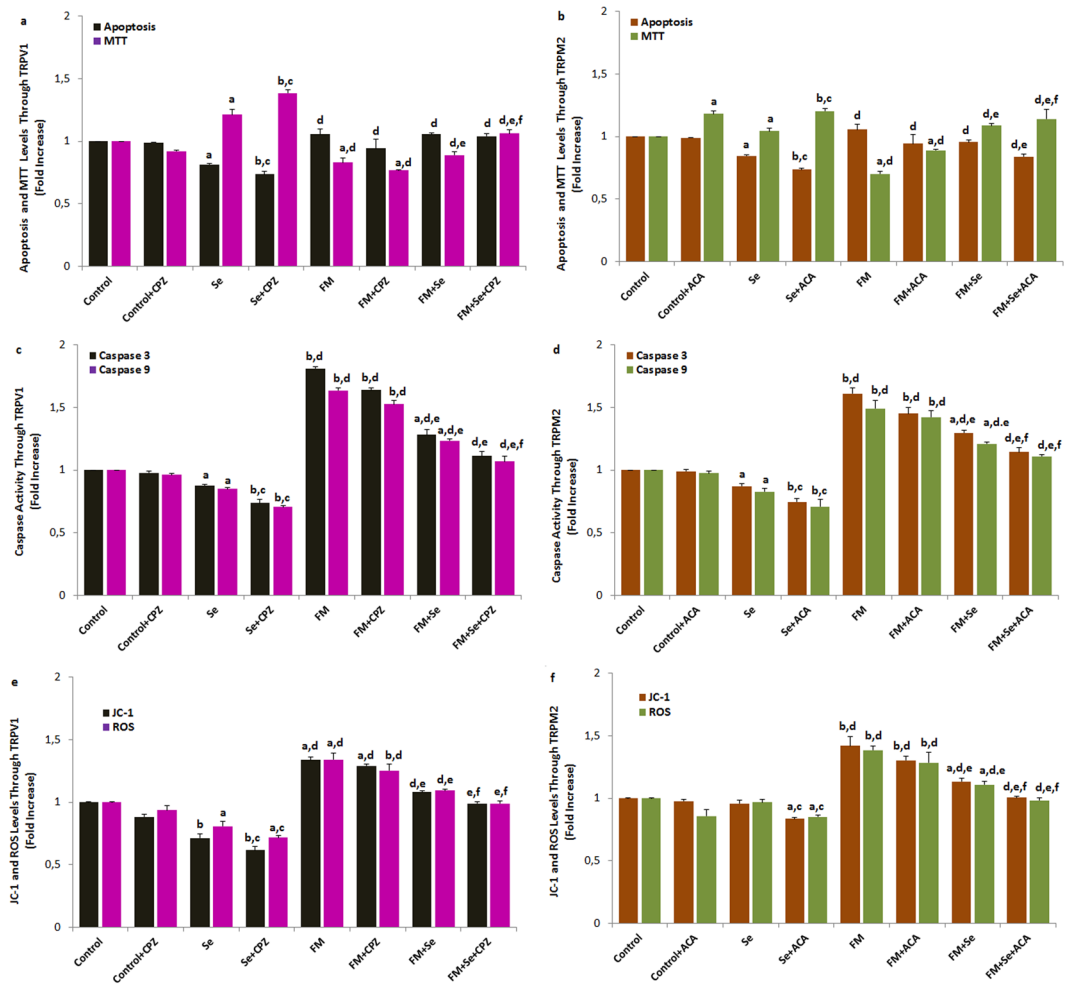 a
Apoptosis and MTT Levels Through TRPV1
(Fold Increase)
2
1,5
1
0,5
0
Apoptosis
MTT
a
a
b,c
b,c
d
a,d
d
a,d
d
d,e
d
d,e,f
Control
Control+CPZ
Se
Se+CPZ
FM
FM+CPZ
FM+Se
FM+Se+CPZ
b
Apoptosis and MTT Levels Through TRPM2
(Fold Increase)
2
1,5
1
0,5
0
Apoptosis
MTT
a
a
a
b,c
b,c
d
a,d
d
a,d
d
d,e
d,e
d,e,f
Control
Control+ACA
Se
Se+ACA
FM
FM+ACA
FM+Se
FM+Se+ACA
c
Caspase Activity Through TRPV1
(Fold Increase)
2
1,5
1
0,5
0
Caspase 3
Caspase 9
a
a
b,c
b,c
b,d
b,d
b,d
b,d
a,d,e
a,d,e
d,e
d,e,f
Control
Control+CPZ
Se
Se+CPZ
FM
FM+CPZ
FM+Se
FM+Se+CPZ
d
Caspase Activity Through TRPM2
(Fold Increase)
2
1,5
1
0,5
0
Caspase 3
Caspase 9
a
a
b,c
b,c
b,d
b,d
b,d
b,d
a,d,e
a,d.e
d,e,f
d,e,f
Control
Control+ACA
Se
Se+ACA
FM
FM+ACA
FM+Se
FM+Se+ACA
e
JC-1 and ROS Levels Through TRPV1
(Fold Increase)
2
1,5
1
0,5
0
JC-1
ROS
b
a
b,c
a,c
a,d
a,d
a,d
b,d
d,e
d,e
e,f
e,f
Control
Control+CPZ
Se
Se+CPZ
FM
FM+CPZ
FM+Se
FM+Se+CPZ
f
JC-1 and ROS Levels Through TRPM2
(Fold Increase)
2
1,5
1
0,5
0
JC-1
ROS
a,c
a,c
b,d
b,d
b,d
b,d
a,d,e
a,d,e
d,e,f
d,e,f
Control
Control+ACA
Se
Se+ACA
FM
FM+ACA
FM+Se
FM+Se+ACA